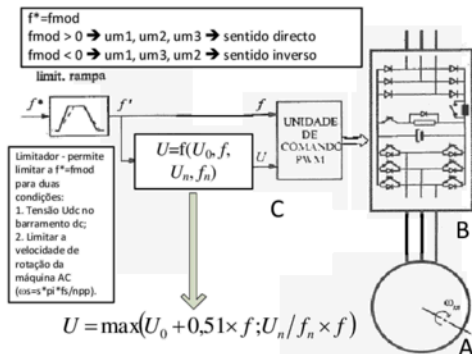 f*=fmod
fmod > 0 → um1, um2, um3 → sentido directo
fmod < 0 → um1, um3, um2 → sentido inverso
limit. rampa
f* f' f
U=f(U₀,f,
Uₙ,fₙ)
U
UNIDADE
DE
COMANDO
PWM
C
B
Limitador - permite
limitar a f*=fmod
para duas
condições:
1. Tensão Udc no
barramento dc;
2. Limitar a
velocidade de
rotação da
máquina AC
(ωs=s*pi*fs/npp).
U = max(U₀ + 0,51 × f ; Uₙ/fₙ × f)
A